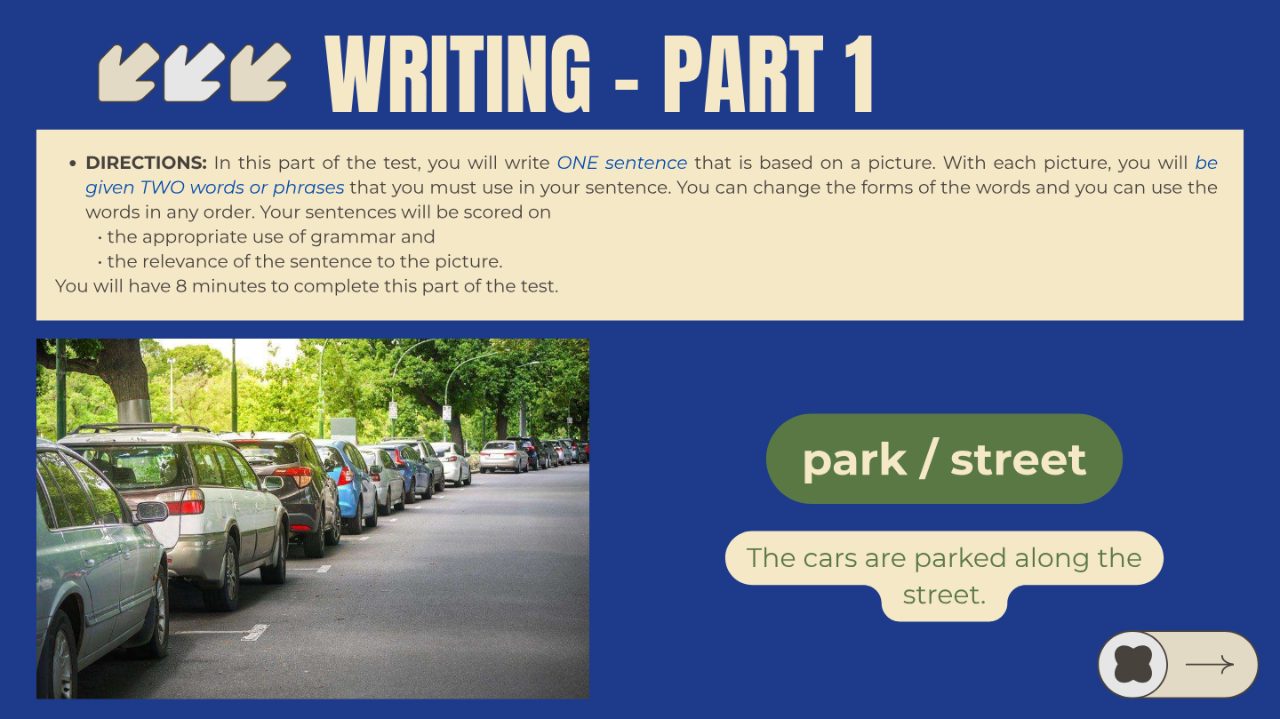 WRITING - PART 1
• DIRECTIONS: In this part of the test, you will write ONE sentence that is based on a picture. With each picture, you will be
given TWO words or phrases that you must use in your sentence. You can change the forms of the words and you can use the
words in any order. Your sentences will be scored on
• the appropriate use of grammar and
• the relevance of the sentence to the picture.
You will have 8 minutes to complete this part of the test.
park / street
The cars are parked along the
street.